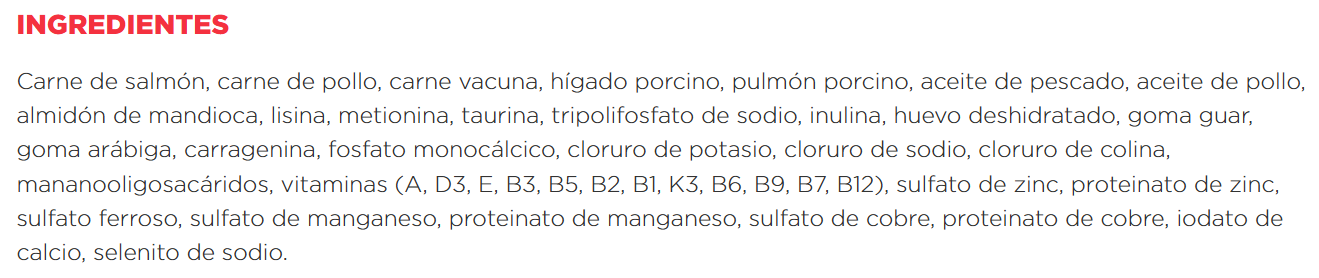 INGREDIENTES
Carne de salmón, carne de pollo, carne vacuna, hígado porcino, pulmón porcino, aceite de pescado, aceite de pollo,
almidón de mandioca, lisina, metionina, taurina, tripolifosfato de sodio, inulina, huevo deshidratado, goma guar,
goma arábiga, carragenina, fosfato monocálcico, cloruro de potasio, cloruro de sodio, cloruro de colina,
mananooligosacáridos, vitaminas (A, D3, E, B3, B5, B2, B1, K3, B6, B9, B7, B12), sulfato de zinc, proteinato de zinc,
sulfato ferroso, sulfato de manganeso, proteinato de manganeso, sulfato de cobre, proteinato de cobre, iodato de
calcio, selenito de sodio.